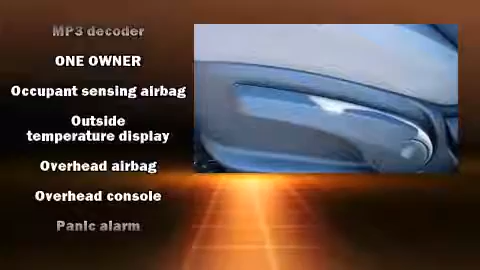 MP3 decoder
ONE OWNER
Occupant sensing airbag
Outside
temperature display
Overhead airbag
Overhead console
Panic alarm